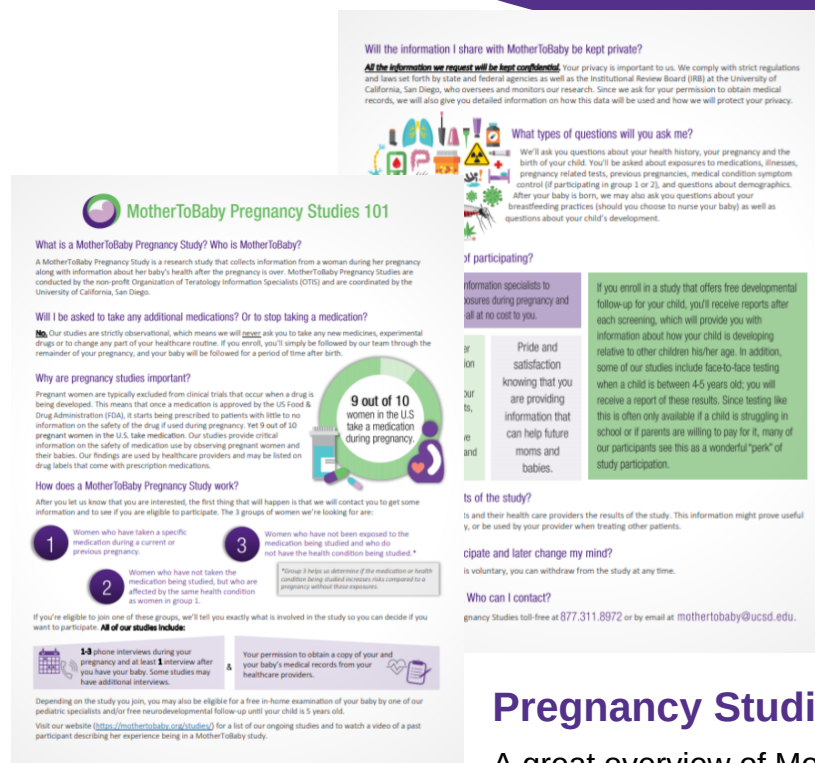 Will the information I share with MotherToBaby be kept private?
All the information we request will be kept confidential. Your privacy is important to us. We comply with strict regulations
and laws set forth by state and federal agencies as well as the Institutional Review Board (IRB) at the University of
California, San Diego, who oversees and monitors our research. Since we ask for your permission to obtain medical
records, we will also give you detailed information on how this data will be used and how we will protect your privacy.
What types of questions will you ask me?
We'll ask you questions about your health history, your pregnancy and the
birth of your child. You'll be asked about exposures to medications, illnesses,
pregnancy related tests, previous pregnancies, medical condition symptom
control (if participating in group 1 or 2), and questions about demographics.
After your baby is born, we may also ask you questions about your
breastfeeding practices (should you choose to nurse your baby) as well as
questions about your child's development.
of participating?
information specialists to
posures during pregnancy and
all at no cost to you.
If you enroll in a study that offers free developmental
follow-up for your child, you'll receive reports after
each screening, which will provide you with
information about how your child is developing
relative to other children his/her age. In addition,
some of our studies include face-to-face testing
when a child is between 4-5 years old; you will
receive a report of these results. Since testing like
this is often only available if a child is struggling in
school or if parents are willing to pay for it, many of
our participants see this as a wonderful "perk" of
study participation.
Pride and
satisfaction
knowing that you
are providing
information that
can help future
moms and
babies.
ts of the study?
ts and their health care providers the results of the study. This information might prove useful
y, or be used by your provider when treating other patients.
cipate and later change my mind?
is voluntary, you can withdraw from the study at any time.
Who can I contact?
gnancy Studies toll-free at 877.311.8972 or by email at mothertobaby@ucsd.edu.
MotherToBaby Pregnancy Studies 101
What is a MotherToBaby Pregnancy Study? Who is MotherToBaby?
A MotherToBaby Pregnancy Study is a research study that collects information from a woman during her pregnancy
along with information about her baby's health after the pregnancy is over. MotherToBaby Pregnancy Studies are
conducted by the non-profit Organization of Teratology Information Specialists (OTIS) and are coordinated by the
University of California, San Diego.
Will I be asked to take any additional medications? Or to stop taking a medication?
No. Our studies are strictly observational, which means we will never ask you to take any new medicines, experimental
drugs or to change any part of your healthcare routine. If you enroll, you'll simply be followed by our team through the
remainder of your pregnancy, and your baby will be followed for a period of time after birth.
Why are pregnancy studies important?
Pregnant women are typically excluded from clinical trials that occur when a drug is
being developed. This means that once a medication is approved by the US Food &
Drug Administration (FDA), it starts being prescribed to patients with little to no
information on the safety of the drug if used during pregnancy. Yet 9 out of 10
pregnant women in the U.S. take medication. Our studies provide critical
information on the safety of medication use by observing pregnant women and
their babies. Our findings are used by healthcare providers and may be listed on
drug labels that come with prescription medications.
9 out of 10
women in the U.S
take a medication
during pregnancy.
How does a MotherToBaby Pregnancy Study work?
After you let us know that you are interested, the first thing that will happen is that we will contact you to get some
information and to see if you are eligible to participate. The 3 groups of women we're looking for are:
1
Women who have taken a specific
medication during a current or
previous pregnancy.
2
Women who have not taken the
medication being studied, but who are
affected by the same health condition
as women in group 1.
3
Women who have not been exposed to the
medication being studied and who do
not have the health condition being studied.*
*Group 3 helps us determine if the medication or health
condition being studied increases risks compared to a
pregnancy without these exposures.
If you're eligible to join one of these groups, we'll tell you exactly what is involved in the study so you can decide if you
want to participate. All of our studies include:
1-3 phone interviews during your
pregnancy and at least 1 interview after
you have your baby. Some studies may
have additional interviews.
&
Your permission to obtain a copy of your and
your baby's medical records from your
healthcare providers.
Depending on the study you join, you may also be eligible for a free in-home examination of your baby by one of our
pediatric specialists and/or free neurodevelopmental follow-up until your child is 5 years old.
Visit our website (https://mothertobaby.org/studies/) for a list of our ongoing studies and to watch a video of a past
participant describing her experience being in a MotherToBaby study.
Pregnancy Studi
A great overview of Mo